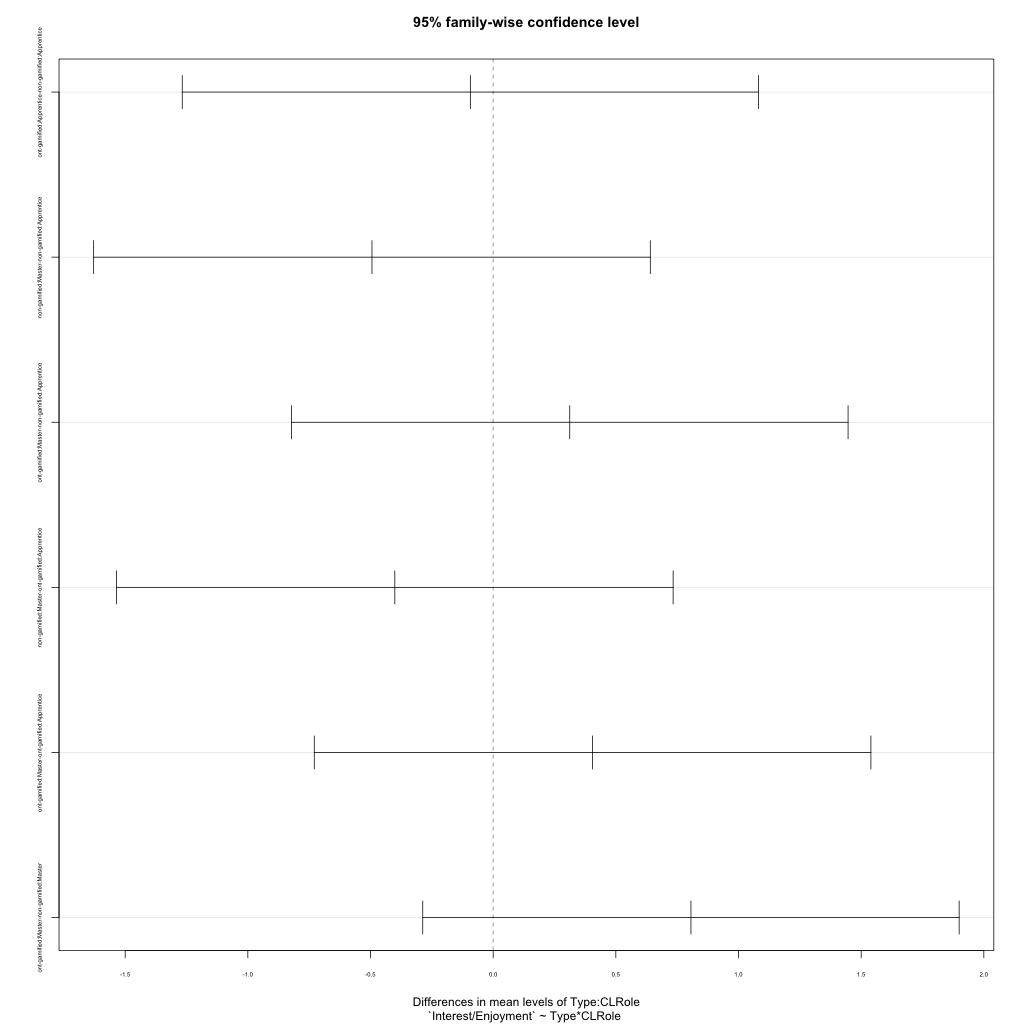 95% family-wise confidence level
ont-gamified:Apprentice-non-gamified:Apprentice
non-gamified:Master-non-gamified:Apprentice
ont-gamified:Master-non-gamified:Apprentice
non-gamified:Master-ont-gamified:Apprentice
ont-gamified:Master-ont-gamified:Apprentice
ont-gamified:Master-non-gamified:Master
-1.5 -1.0 -0.5 0.0 0.5 1.0 1.5 2.0
Differences in mean levels of Type:CLRole
`Interest/Enjoyment` ~ Type*CLRole